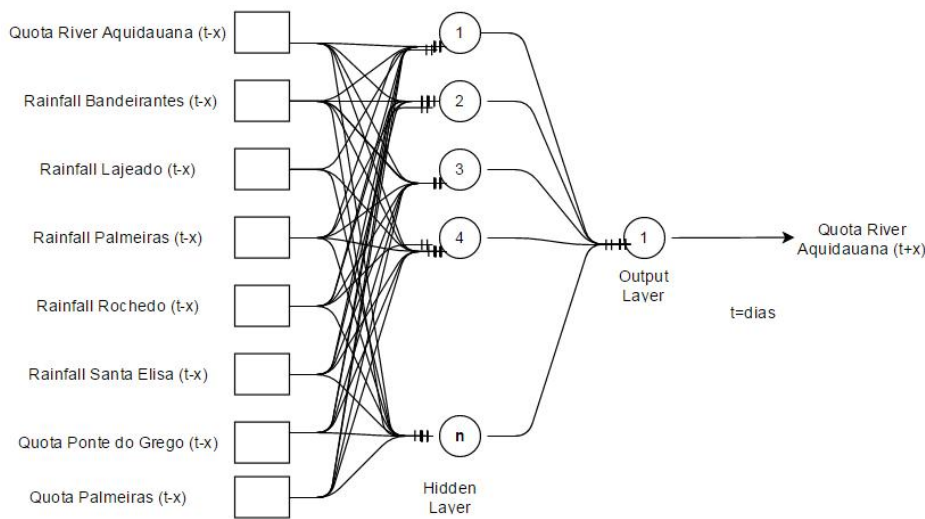 Quota River Aquidauana (t-x)
Rainfall Bandeirantes (t-x)
Rainfall Lajeado (t-x)
Rainfall Palmeiras (t-x)
Rainfall Rochedo (t-x)
Rainfall Santa Elisa (t-x)
Quota Ponte do Grego (t-x)
Quota Palmeiras (t-x)
1
2
3
4
n
Hidden
Layer
1
Output
Layer
Quota River
Aquidauana (t+x)
t=dias